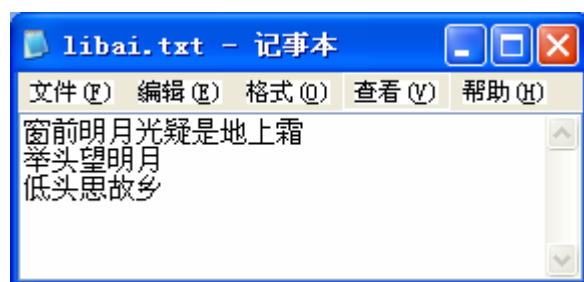 libai.txt - 记事本
文件(F) 编辑(E) 格式(O) 查看(V) 帮助(H)
窗前明月光疑是地上霜
举头望明月
低头思故乡